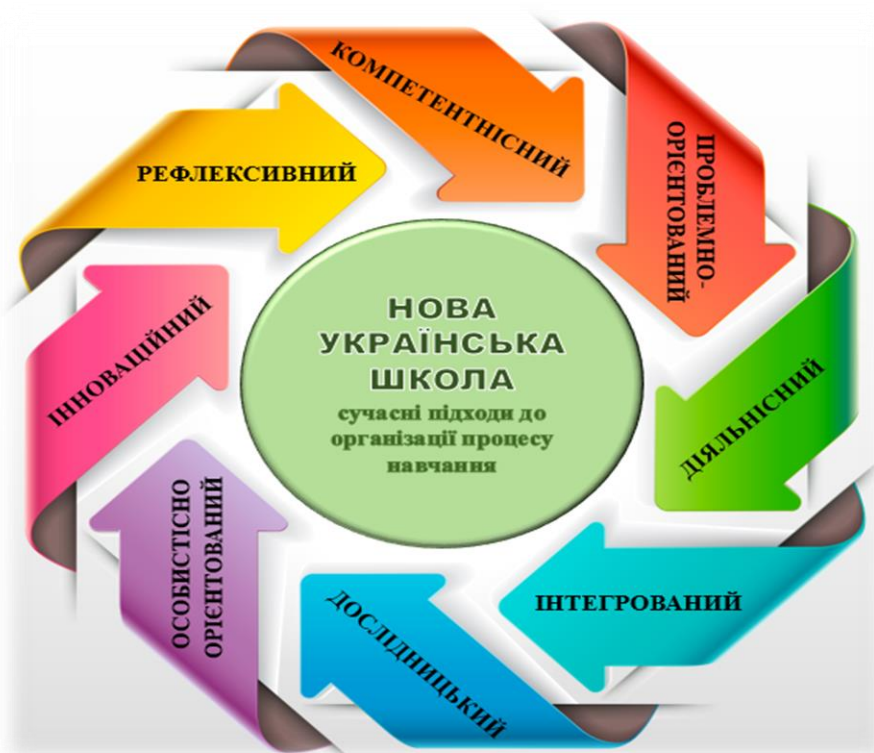 НОВА
УКРАЇНСЬКА
ШКОЛА
сучасні підходи до
організації процесу
навчання
КОМПЕТЕНТНІСНИЙ
ПРОБЛЕМНО-
ОРІЄНТОВАНИЙ
ДІЯЛЬНІСНИЙ
ІНТЕГРОВАНИЙ
ДОСЛІДНИЦЬКИЙ
ОСОБИСТІСНО
ОРІЄНТОВАНИЙ
ІННОВАЦІЙНИЙ
РЕФЛЕКСИВНИЙ